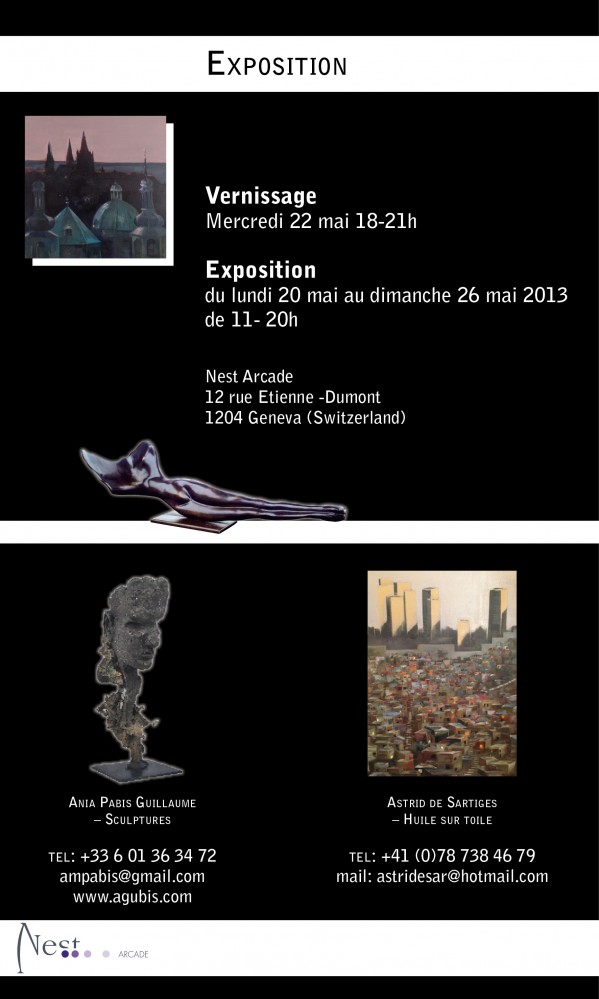 Exposition
Vernissage
Mercredi 22 mai 18-21h
Exposition
du lundi 20 mai au dimanche 26 mai 2013
de 11- 20h
Nest Arcade
12 rue Etienne -Dumont
1204 Geneva (Switzerland)
Ania Pabis Guillaume
– Sculptures
tel: +33 6 01 36 34 72
ampabis@gmail.com
www.agubis.com
Astrid de Sartiges
– Huile sur toile
tel: +41 (0)78 738 46 79
mail: astridesar@hotmail.com
Nest ARCADE